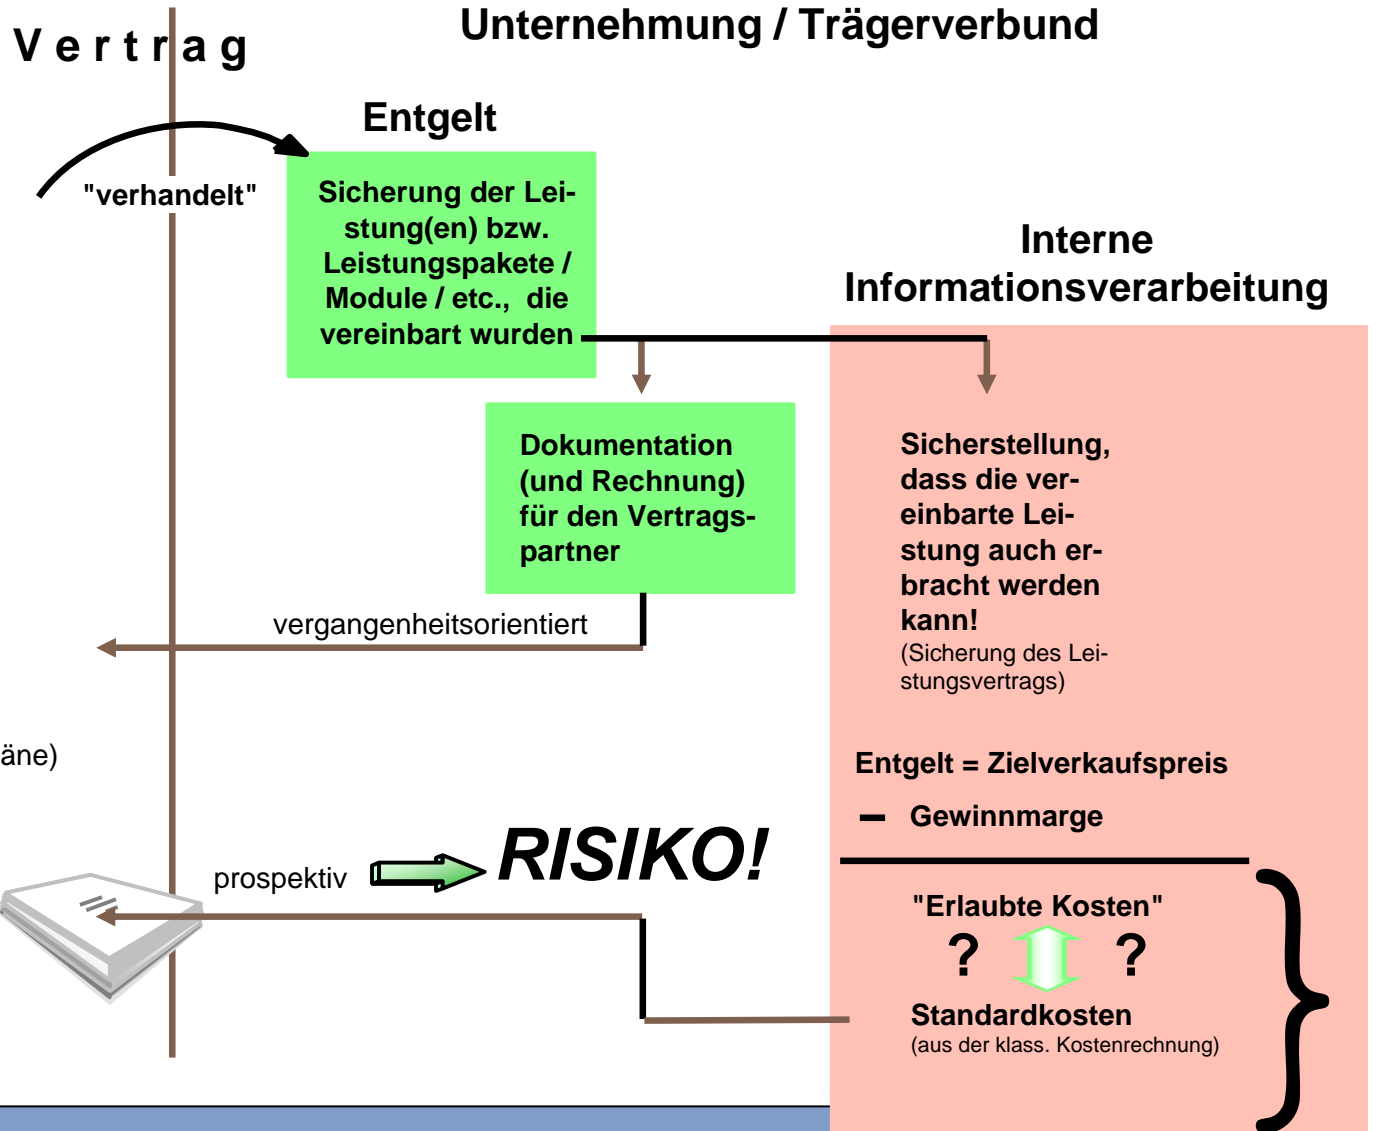 Unternehmung / Trägerverbund
V e r t r a g
Entgelt
"verhandelt"
Sicherung der Lei-
stung(en) bzw.
Leistungspakete /
Module / etc., die
vereinbart wurden
Interne
Informationsverarbeitung
Dokumentation
(und Rechnung)
für den Vertrags-
partner
Sicherstellung,
dass die ver-
einbarte Lei-
stung auch er-
bracht werden
kann!
(Sicherung des Lei-
stungsvertrags)
vergangenheitsorientiert
äne)
Entgelt = Zielverkaufspreis
– Gewinnmarge
prospektiv
RISIKO!
"Erlaubte Kosten"
? ?
Standardkosten
(aus der klass. Kostenrechnung)